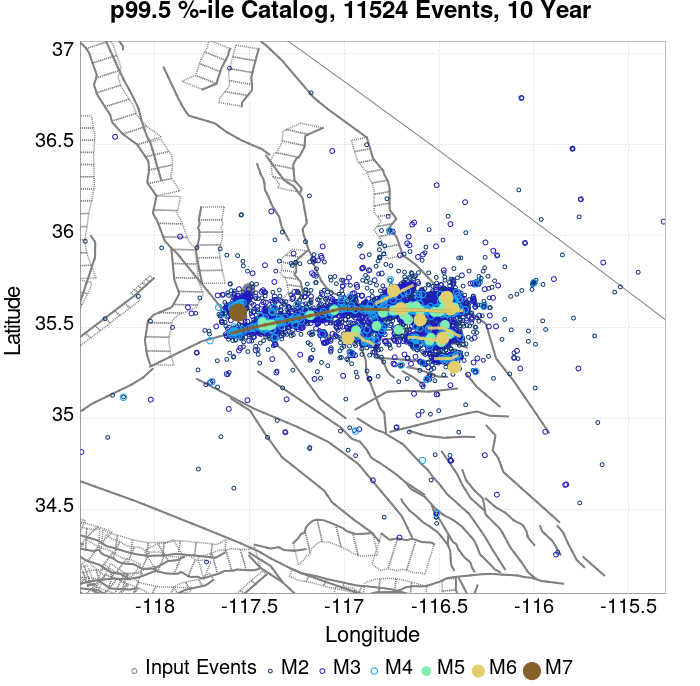 p99.5 %-ile Catalog, 11524 Events, 10 Year
37
36.5
36
35.5
35
34.5
Latitude
-118 -117.5 -117 -116.5 -116 -115.5
Longitude
Input Events M2 M3 M4 M5 M6 M7